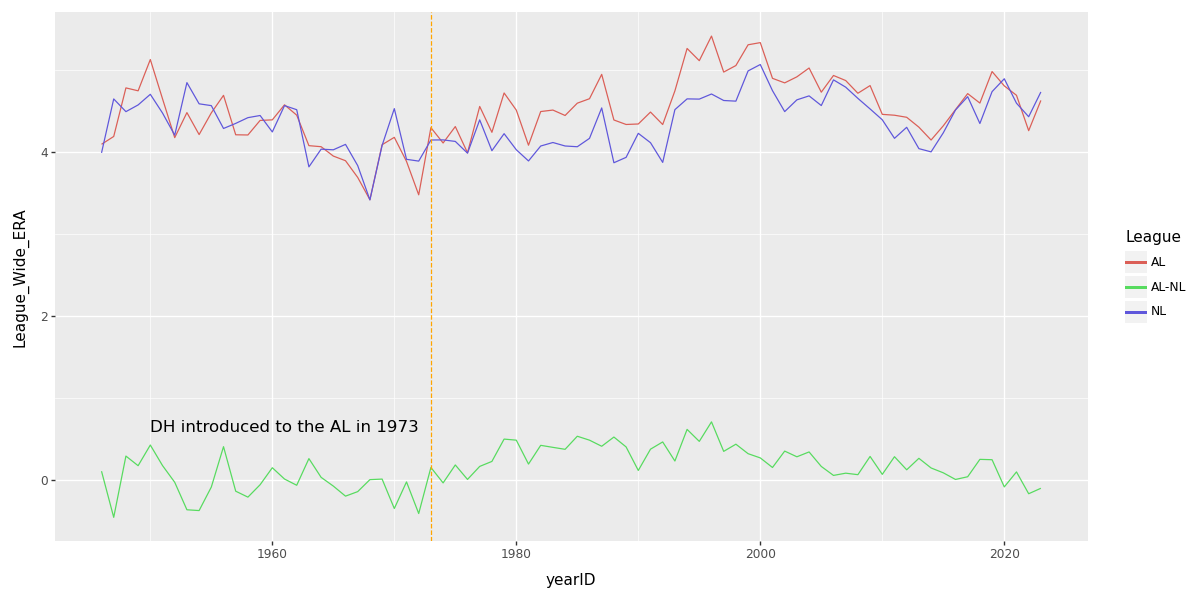 League_Wide_ERA
4
2
0
DH introduced to the AL in 1973
1960
1980
2000
2020
yearID
League
AL
AL-NL
NL